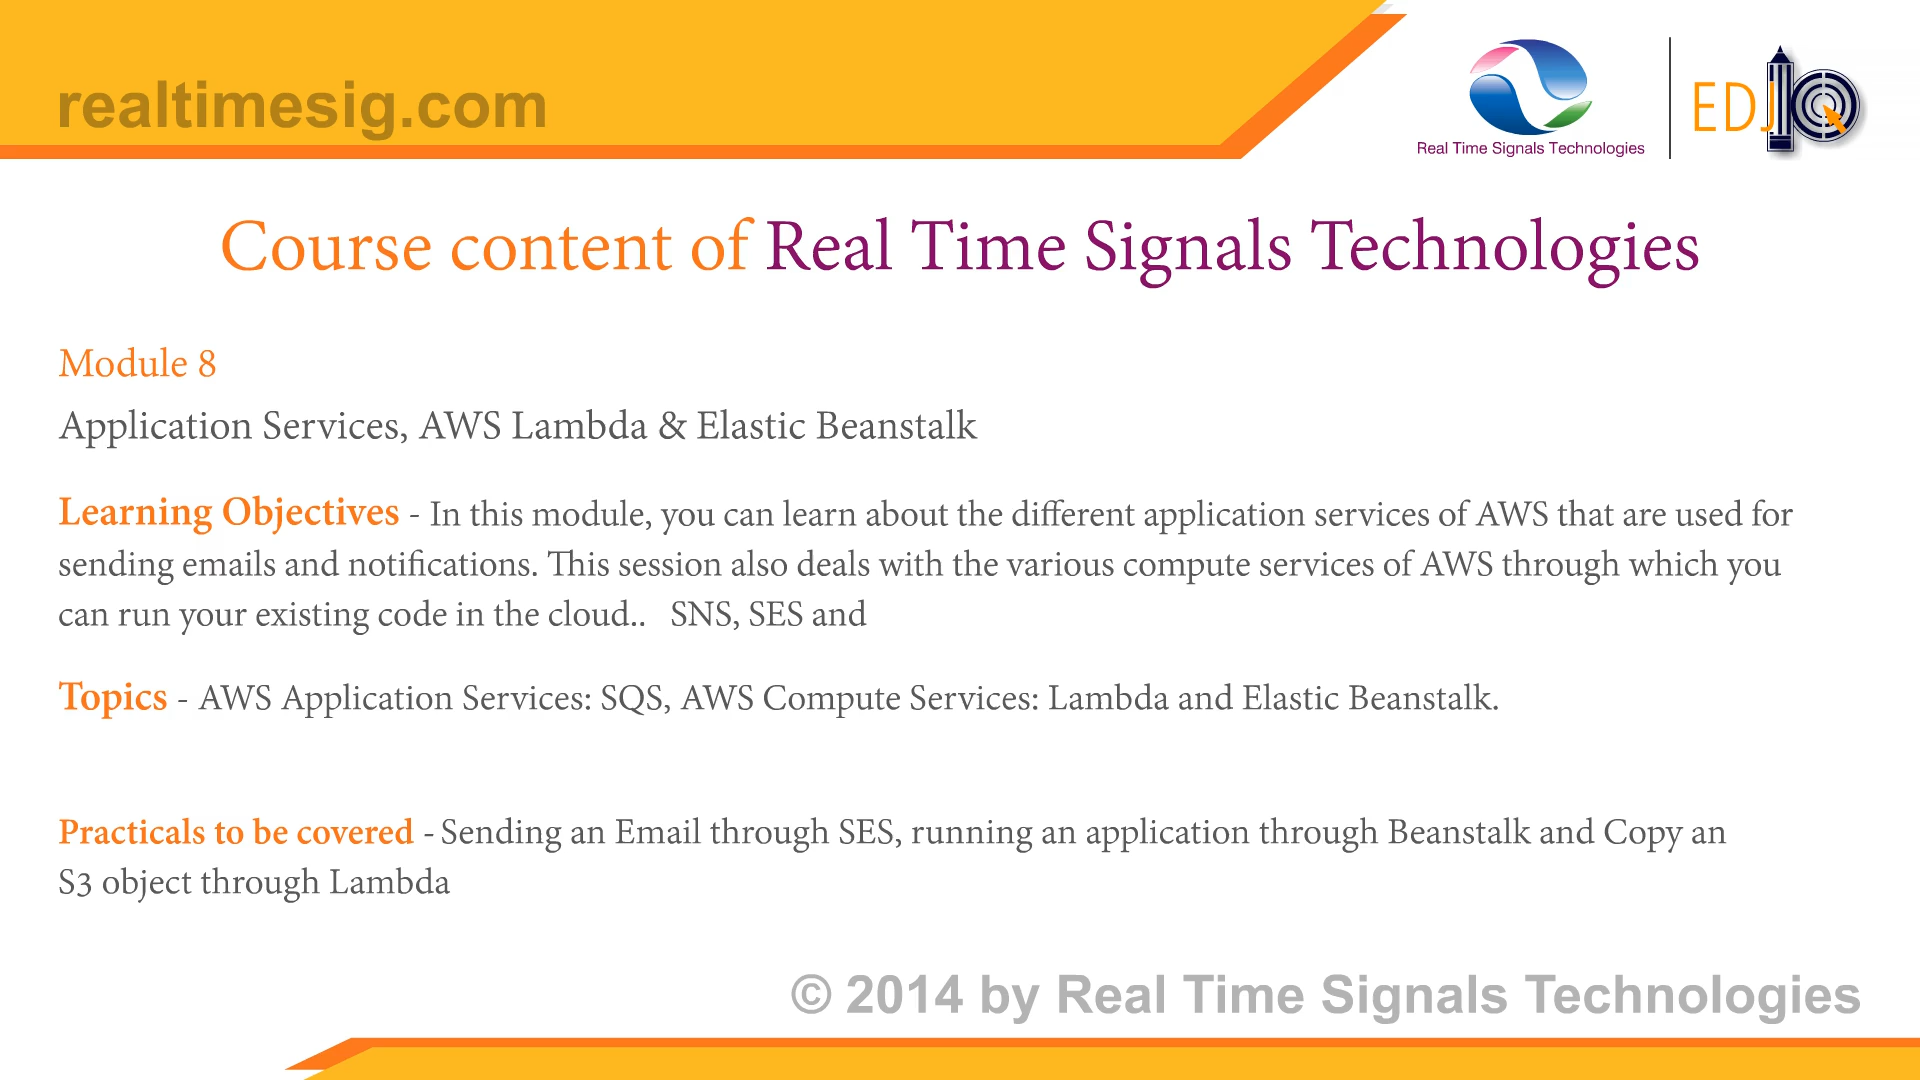 realtimesig.com
Real Time Signals Technologies
EDJIQ
Course content of Real Time Signals Technologies
Module 8
Application Services, AWS Lambda & Elastic Beanstalk
Learning Objectives - In this module, you can learn about the different application services of AWS that are used for
sending emails and notifications. This session also deals with the various compute services of AWS through which you
can run your existing code in the cloud.. SNS, SES and
Topics - AWS Application Services: SQS, AWS Compute Services: Lambda and Elastic Beanstalk.
Practicals to be covered - Sending an Email through SES, running an application through Beanstalk and Copy an
S3 object through Lambda
© 2014 by Real Time Signals Technologies